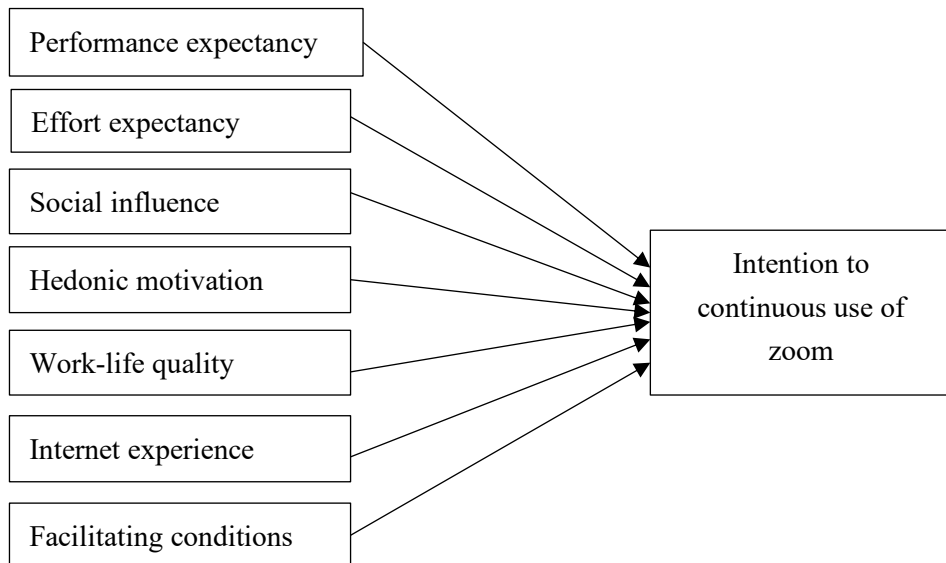 Performance expectancy
Effort expectancy
Social influence
Hedonic motivation
Work-life quality
Internet experience
Facilitating conditions
Intention to
continuous use of
zoom